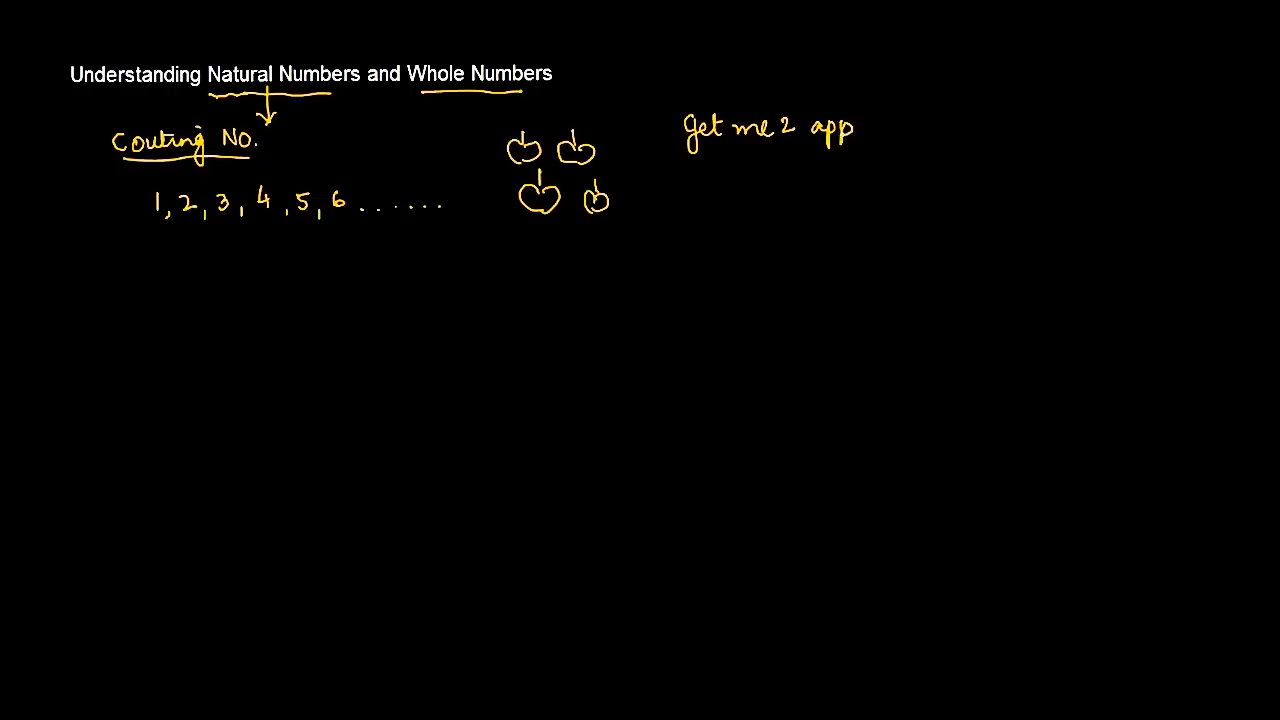 Understanding Natural Numbers and Whole Numbers
Couting No.
1, 2, 3, 4, 5, 6 . . . . . .
Get me 2 app